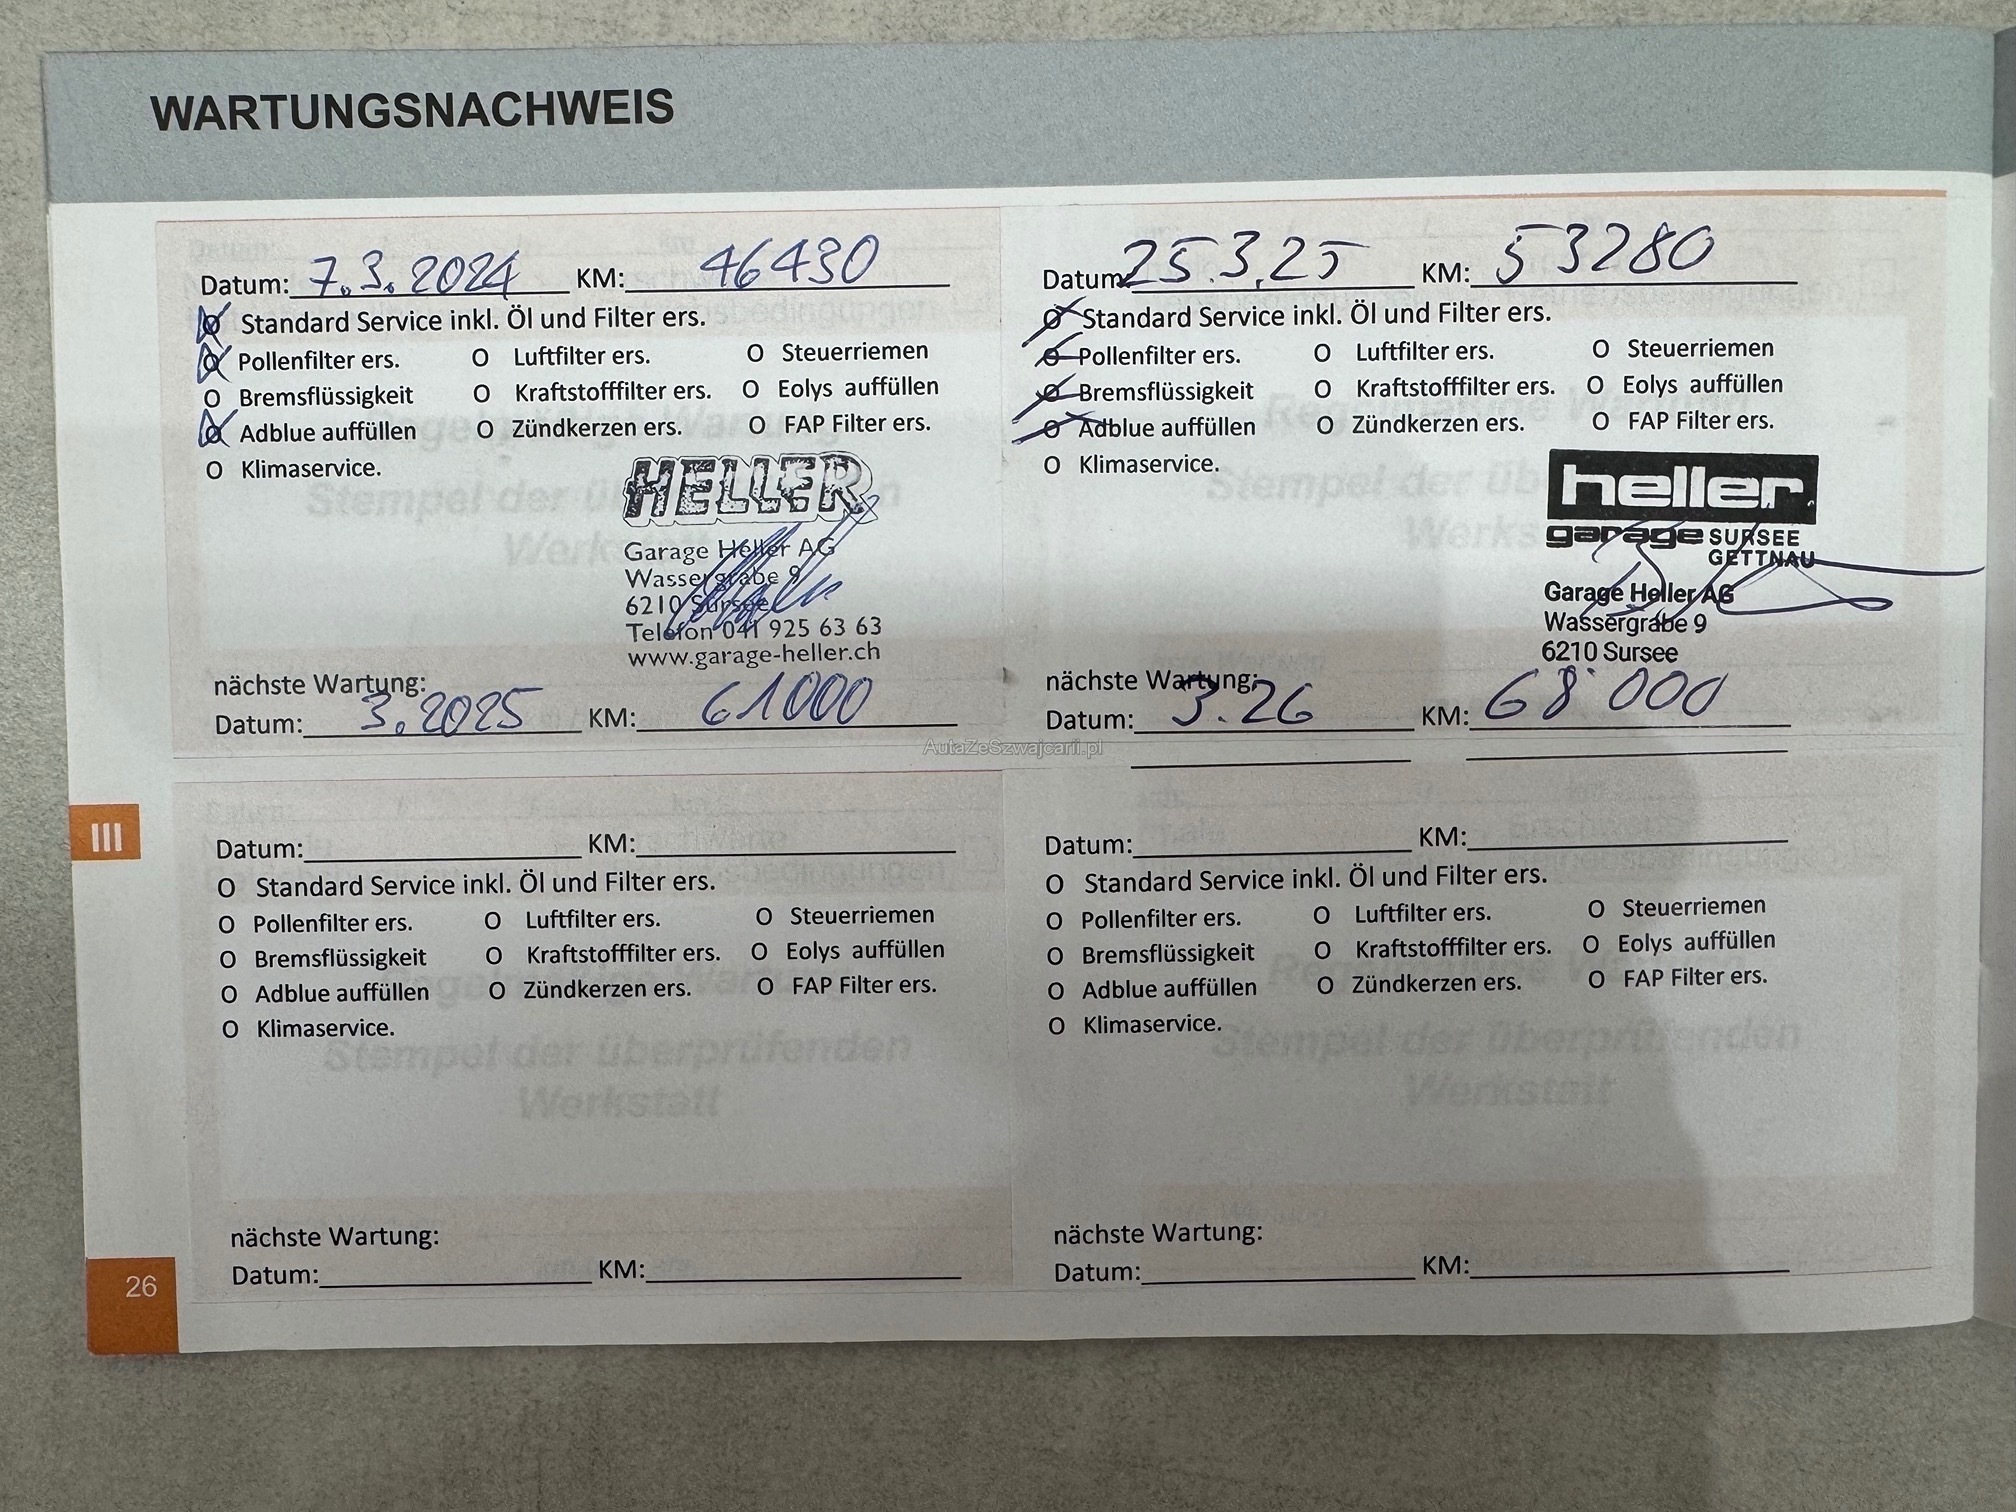 WARTUNGSNACHWEIS
Datum: 7.3.2024 KM: 46430
O Standard Service inkl. Öl und Filter ers.
O Pollenfilter ers. O Luftfilter ers. O Steuerriemen
O Bremsflüssigkeit O Kraftstofffilter ers. O Eolys auffüllen
O Adblue auffüllen O Zündkerzen ers. O FAP Filter ers.
O Klimaservice.
HELLER
Garage Heller AG
Wassergrabe 9
6210 Sursee
Telefon 041 925 63 63
www.garage-heller.ch
nächste Wartung:
Datum: 3.2025 KM: 61000
Datum: 25.3.25 KM: 53280
O Standard Service inkl. Öl und Filter ers.
O Pollenfilter ers. O Luftfilter ers. O Steuerriemen
O Bremsflüssigkeit O Kraftstofffilter ers. O Eolys auffüllen
O Adblue auffüllen O Zündkerzen ers. O FAP Filter ers.
O Klimaservice.
heller
garage SURSEE
GETTNAU
Garage Heller AG
Wassergrabe 9
6210 Sursee
nächste Wartung:
Datum: 3.26 KM: 68'000
AutaZeSzwajcarii.pl
III
Datum: KM:
O Standard Service inkl. Öl und Filter ers.
O Pollenfilter ers. O Luftfilter ers. O Steuerriemen
O Bremsflüssigkeit O Kraftstofffilter ers. O Eolys auffüllen
O Adblue auffüllen O Zündkerzen ers. O FAP Filter ers.
O Klimaservice.
Stempel der überprüfenden
Werkstatt
nächste Wartung:
Datum: KM:
Datum: KM:
O Standard Service inkl. Öl und Filter ers.
O Pollenfilter ers. O Luftfilter ers. O Steuerriemen
O Bremsflüssigkeit O Kraftstofffilter ers. O Eolys auffüllen
O Adblue auffüllen O Zündkerzen ers. O FAP Filter ers.
O Klimaservice.
Stempel der überprüfenden
Werkstatt
nächste Wartung:
Datum: KM:
26